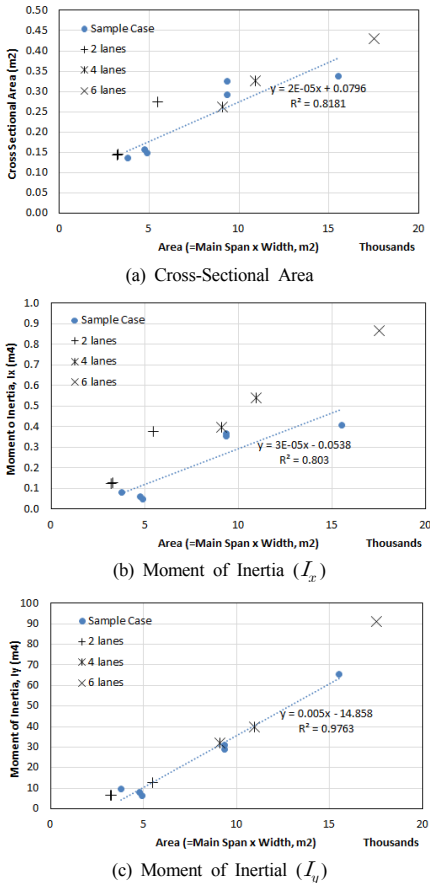 0.50
0.45
0.40
0.35
0.30
0.25
0.20
0.15
0.10
0.05
0.00
Cross Sectional Area (m2)
Sample Case
2 lanes
4 lanes
6 lanes
y = 2E-05x + 0.0796
R² = 0.8181
0 5 10 15 20
Area (=Main Span x Width, m2) Thousands
(a) Cross-Sectional Area
1.0
0.9
0.8
0.7
0.6
0.5
0.4
0.3
0.2
0.1
0.0
Moment o Inertia, Ix (m4)
Sample Case
2 lanes
4 lanes
6 lanes
y = 3E-05x - 0.0538
R² = 0.803
0 5 10 15 20
Area (=Main Span x Width, m2) Thousands
(b) Moment of Inertia (Ix)
100
90
80
70
60
50
40
30
20
10
0
Moment of Inertia, Iy (m4)
Sample Case
2 lanes
4 lanes
6 lanes
y = 0.005x - 14.858
R² = 0.9763
0 5 10 15 20
Area (=Main Span x Width, m2) Thousands
(c) Moment of Inertial (Iy)